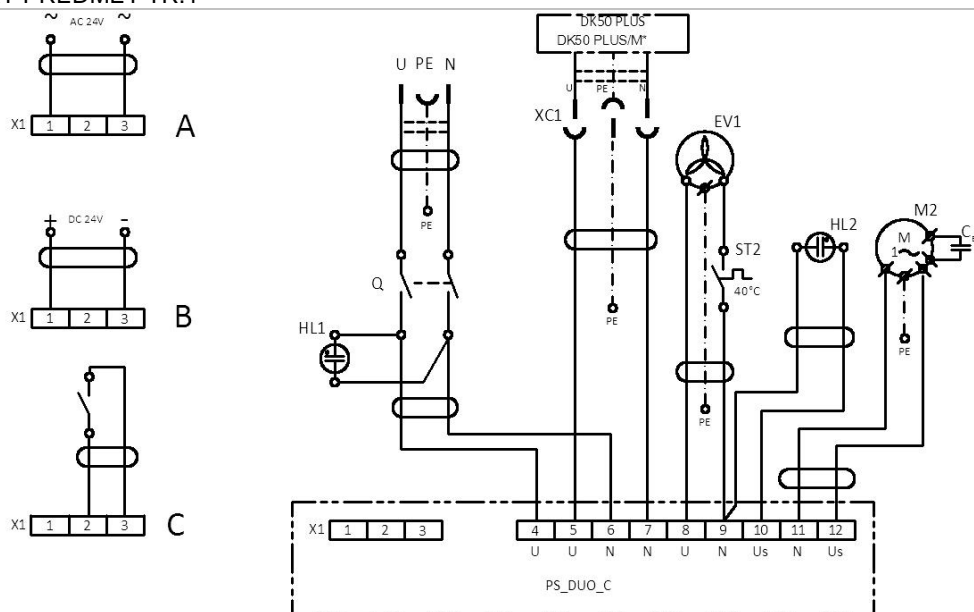 ~ AC 24V ~
X1 1 2 3 A
+ DC 24V -
X1 1 2 3 B
X1 1 2 3 C
DK50 PLUS
DK50 PLUS/M*
U PE N
U PE N
XC1
EV1
PE
Q
HL1
PE
ST2
40°C
PE
HL2
M2
M
1~
PE
X1 1 2 3
4 5 6 7 8 9 10 11 12
U U N N U N Us N Us
PS_DUO_C